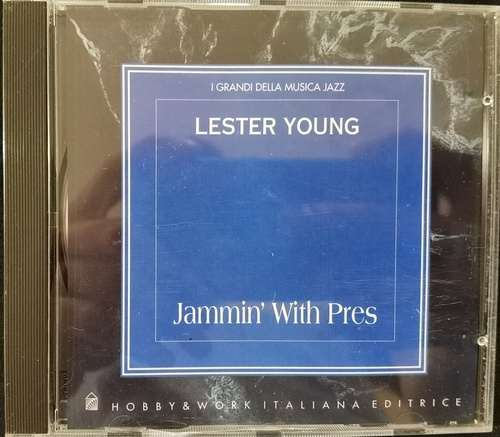 I GRANDI DELLA MUSICA JAZZ
LESTER YOUNG
Jammin' With Pres
HOBBY & WORK ITALIANA EDITRICE